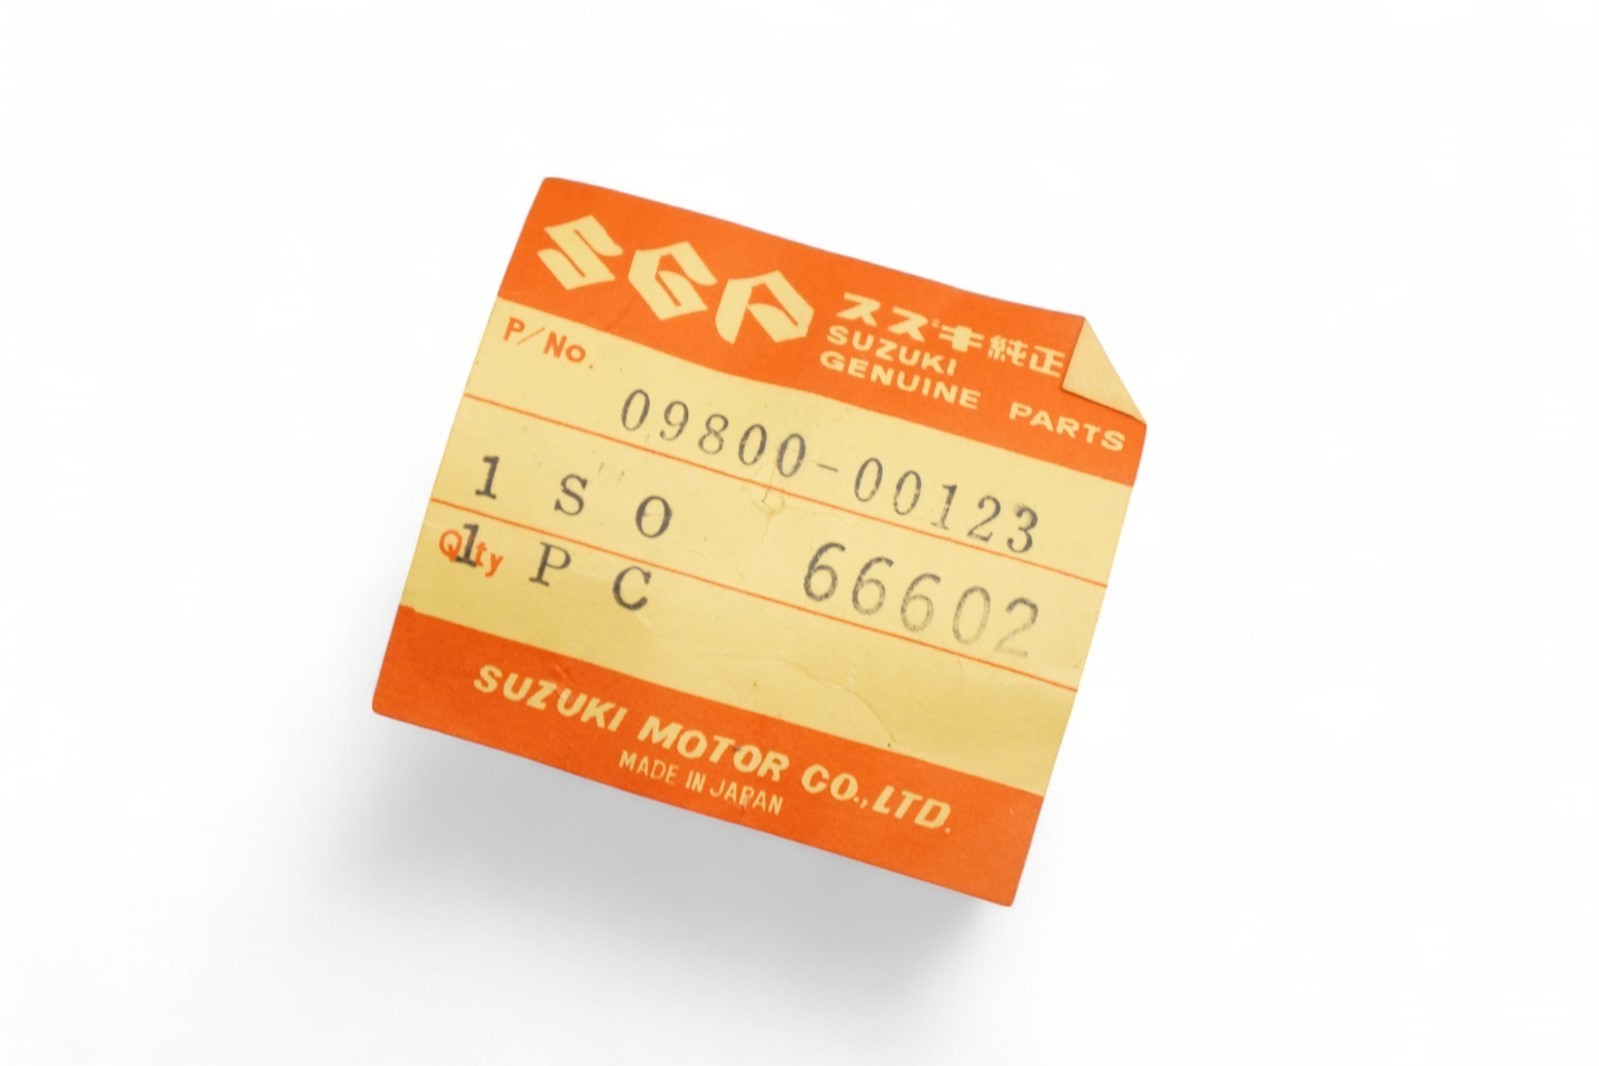 SGP スズキ純正
SUZUKI
GENUINE PARTS
P/No.
09800-00123
1 S O
66602
Qty 1 P C
SUZUKI MOTOR CO.,LTD.
MADE IN JAPAN